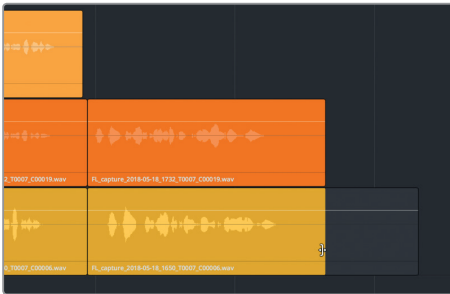 2_T0007_C00019.wav
FL_capture_2018-05-18_1732_T0007_C00019.wav
0_T0007_C00006.wav
FL_capture_2018-05-18_1650_T0007_C00006.wav